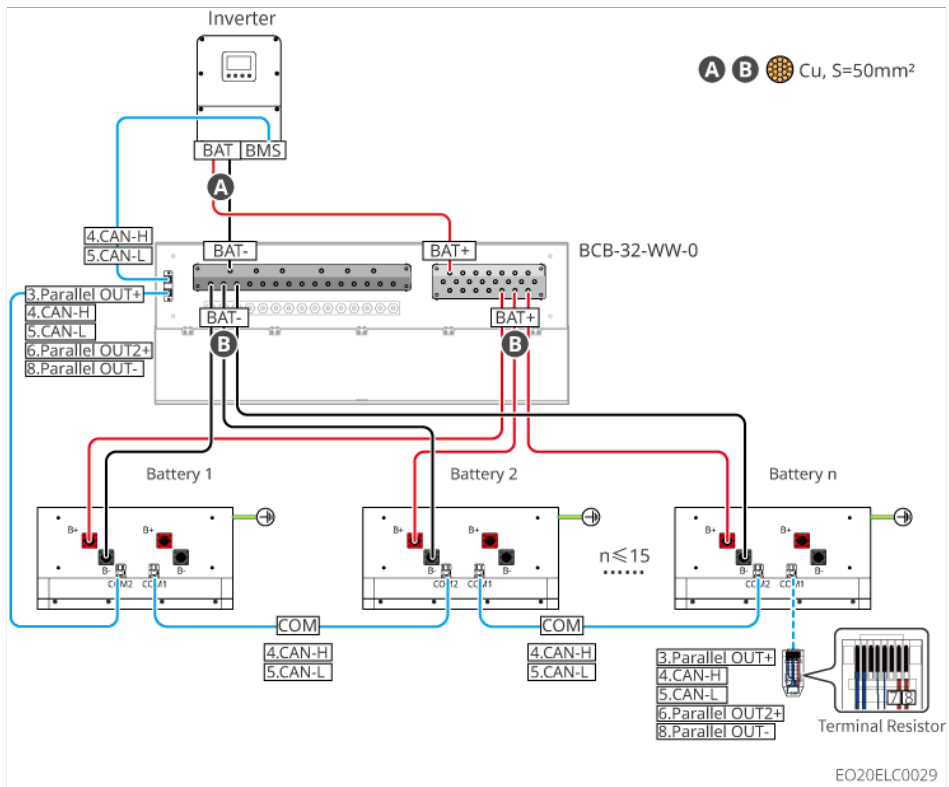 Inverter
A B Cu, S=50mm²
BAT BMS
A
4.CAN-H
5.CAN-L
BAT- BAT+ BCB-32-WW-0
3.Parallel OUT+
4.CAN-H
5.CAN-L
6.Parallel OUT2+
8.Parallel OUT-
BAT- BAT+
B B
Battery 1 Battery 2 Battery n
B+ B+ B+
B- B- B- B- B- B-
n≤15
......
COM2 COM1 COM2 COM1 COM2 COM1
COM COM
4.CAN-H 4.CAN-H
5.CAN-L 5.CAN-L
3.Parallel OUT+
4.CAN-H
5.CAN-L
6.Parallel OUT2+
8.Parallel OUT-
7 8
Terminal Resistor
EO20ELC0029